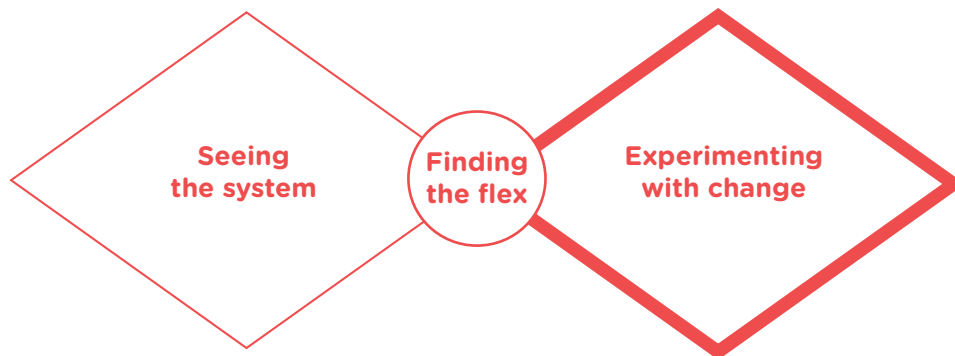 Seeing
the system
Finding
the flex
Experimenting
with change